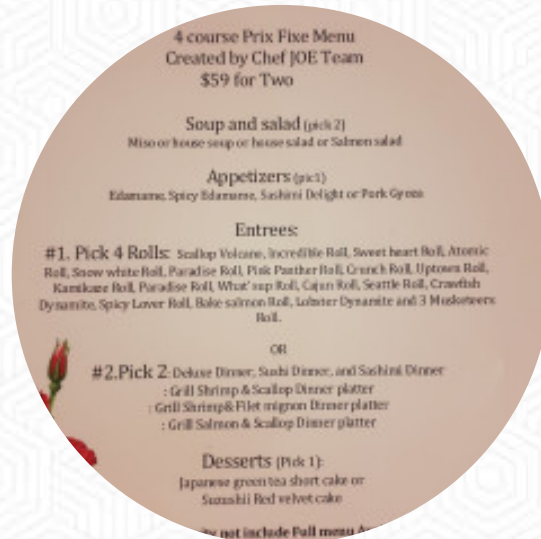 4 course Prix Fixe Menu
Created by Chef JOE Team
$59 for Two
Soup and salad (pick 2)
Miso or house soup or house salad or Salmon salad
Appetizers (pic1)
Edamame, Spicy Edamame, Sashimi Delight or Pork Gyoza
Entrees:
#1. Pick 4 Rolls: Scallop Volcano, Incredible Roll, Sweet heart Roll, Atomic
Roll, Snow white Roll, Paradise Roll, Pink Panther Roll, Crunch Roll, Uptown Roll,
Kamikaze Roll, Paradise Roll, What'sup Roll, Cajun Roll, Seattle Roll, Crawfish
Dynamite, Spicy Lover Roll, Bake salmon Roll, Lobster Dynamite and 3 Musketeers
Roll.
OR
#2.Pick 2: Deluxe Dinner, Sushi Dinner, and Sashimi Dinner
: Grill Shrimp & Scallop Dinner platter
: Grill Shrimp& Filet mignon Dinner platter
: Grill Salmon & Scallop Dinner platter
Desserts (Pick 1):
Japanese green tea short cake or
Red velvet cake
not include Full menu